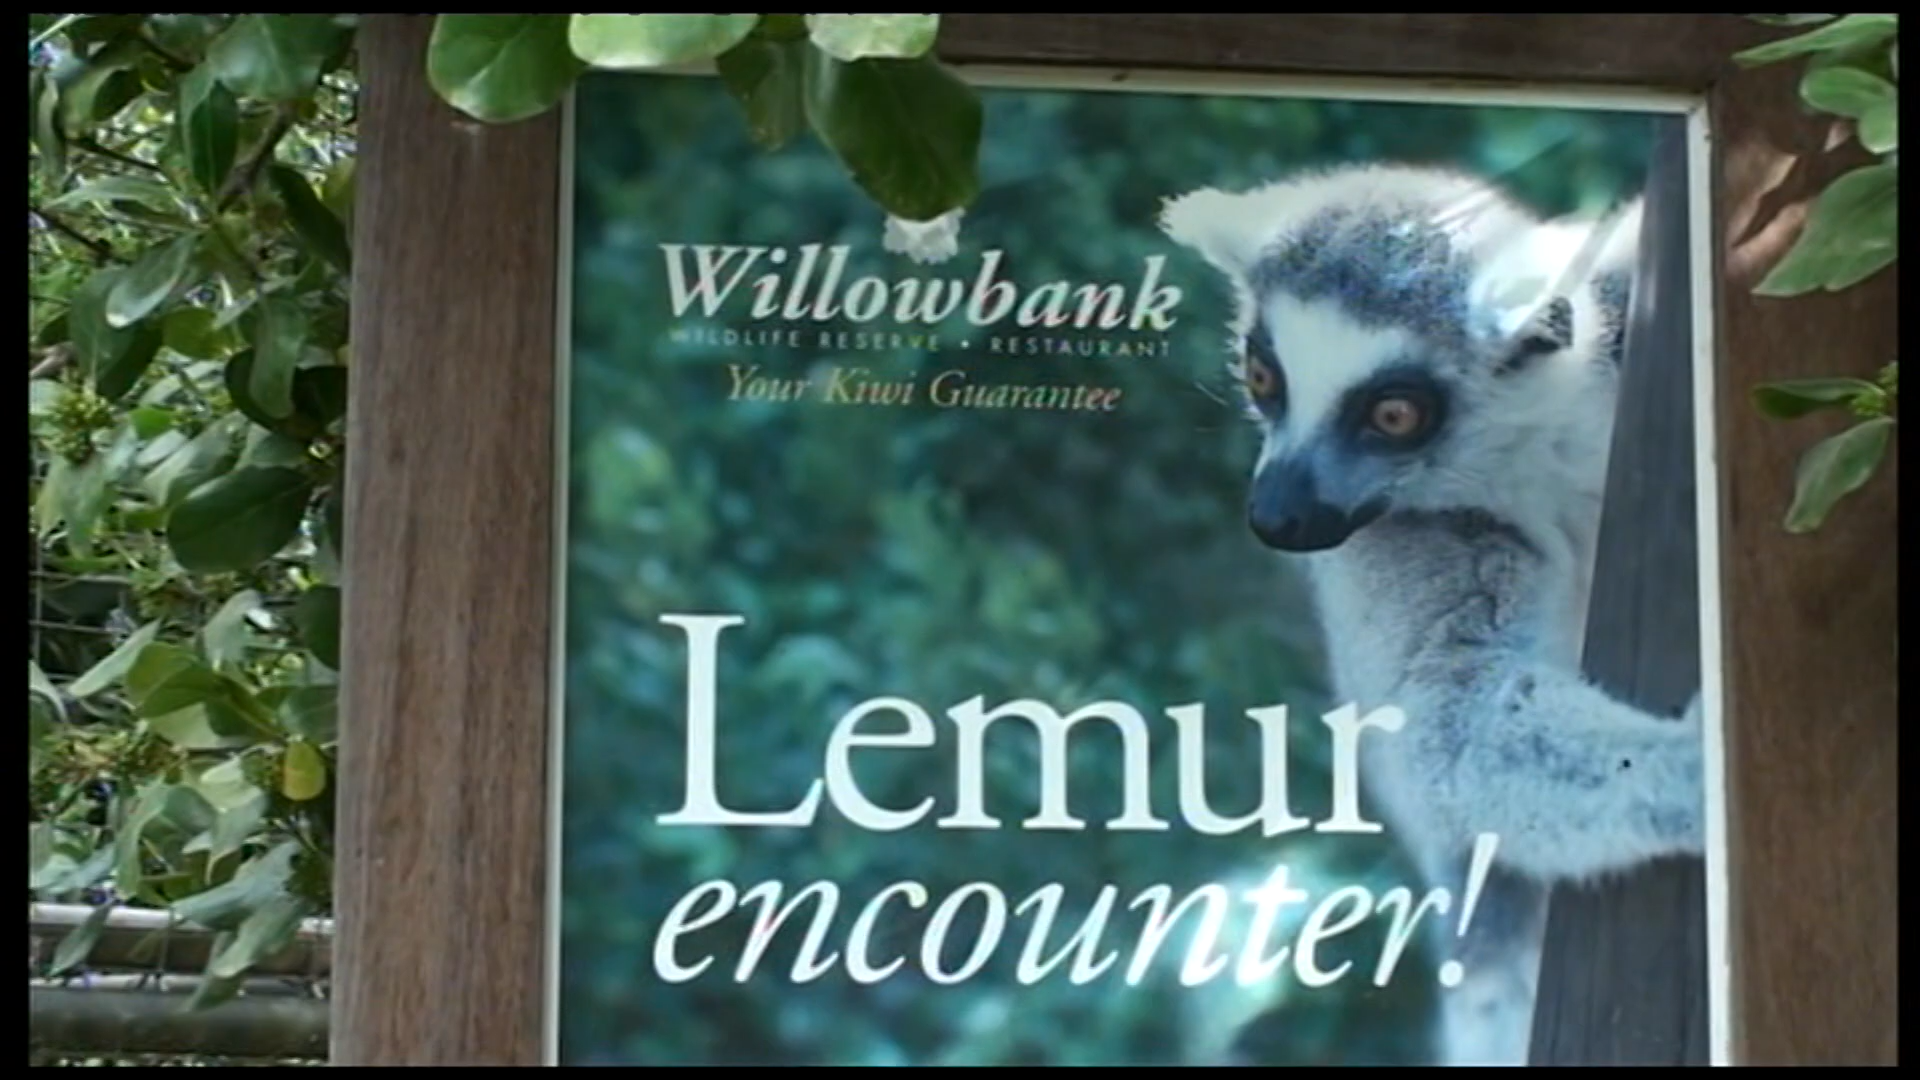 Willowbank
WILDLIFE RESERVE • RESTAURANT
Your Kiwi Guarantee
Lemur
encounter!